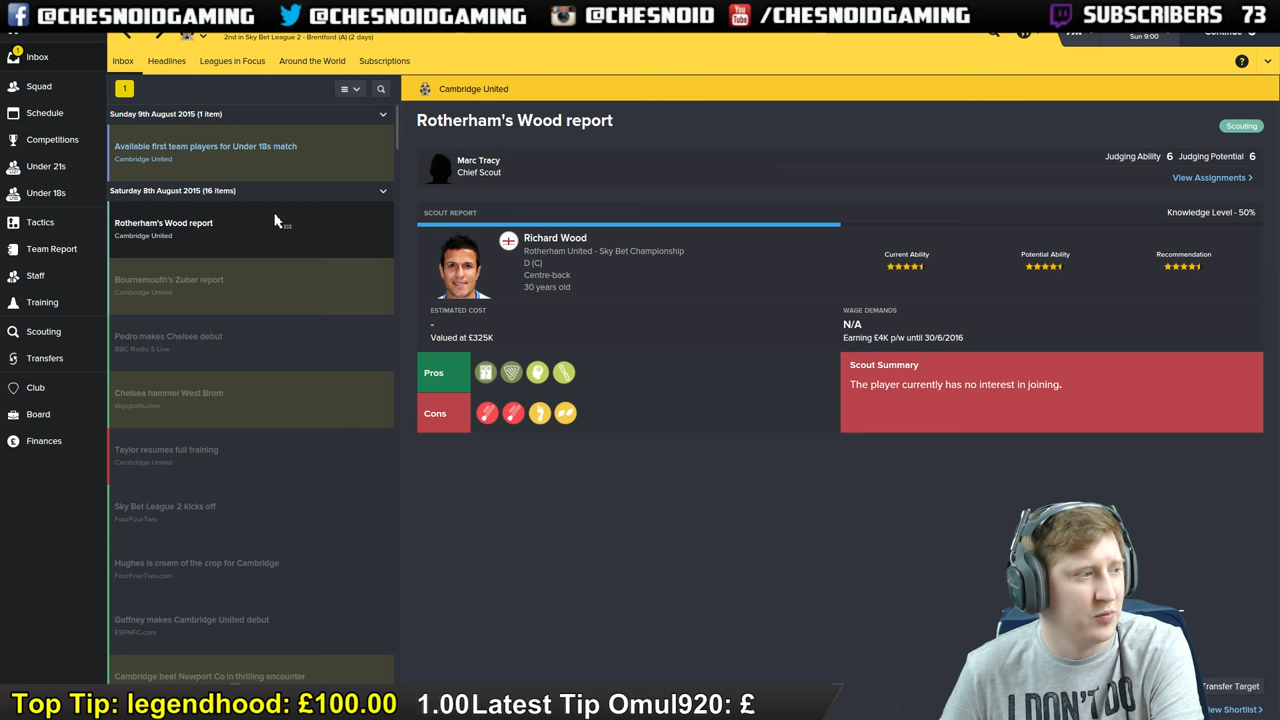 @CHESNOIDGAMING @CHESNOIDGAMING @CHESNOID /CHESNOIDGAMING SUBSCRIBERS 73
2nd in Sky Bet League 2 - Brentford (A) (2 days)
Sun 9:00
1
Inbox
Squad
Schedule
Competitions
Under 21s
Under 18s
Tactics
Team Report
Staff
Training
Scouting
Transfers
Club
Board
Finances
Inbox Headlines Leagues in Focus Around the World Subscriptions
?
1
Sunday 9th August 2015 (1 item)
Available first team players for Under 18s match
Cambridge United
Saturday 8th August 2015 (16 items)
Rotherham's Wood report
Cambridge United
Bournemouth's Zubar report
Cambridge United
Pedro makes Chelsea debut
BBC Radio 5 Live
Chelsea hammer West Brom
skysports.com
Taylor resumes full training
Cambridge United
Sky Bet League 2 kicks off
FourFourTwo
Hughes is cream of the crop for Cambridge
FourFourTwo.com
Gaffney makes Cambridge United debut
ESPNFC.com
Cambridge beat Newport Co in thrilling encounter
Cambridge United
Rotherham's Wood report
Scouting
Marc Tracy
Chief Scout
Judging Ability 6 Judging Potential 6
View Assignments >
SCOUT REPORT
Knowledge Level - 50%
Richard Wood
Rotherham United - Sky Bet Championship
D (C)
Centre-back
30 years old
Current Ability
Potential Ability
Recommendation
ESTIMATED COST
-
Valued at £325K
WAGE DEMANDS
N/A
Earning £4K p/w until 30/6/2016
Pros
Cons
Scout Summary
The player currently has no interest in joining.
I DON'T DO
Transfer Target
View Shortlist >
Top Tip: legendhood: £100.00 1.00Latest Tip Omul920: £